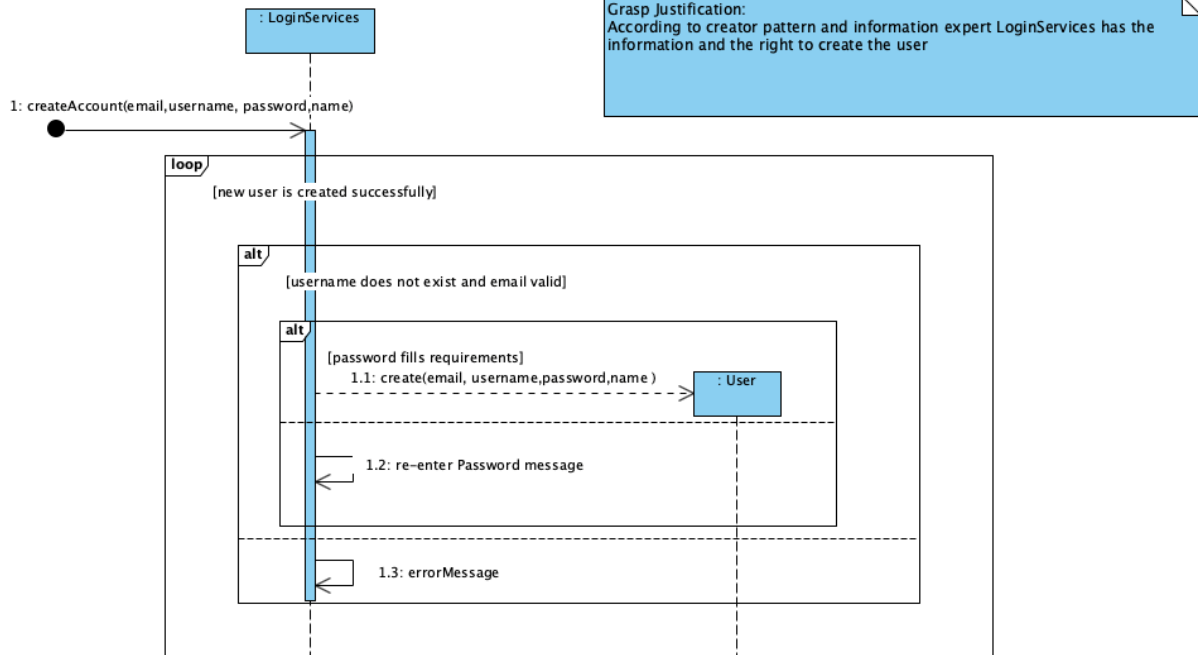 : LoginServices
Grasp Justification:
According to creator pattern and information expert LoginServices has the
information and the right to create the user
1: createAccount(email,username, password,name)
loop
[new user is created successfully]
alt
[username does not exist and email valid]
alt
[password fills requirements]
1.1: create(email, username,password,name )
: User
1.2: re-enter Password message
1.3: errorMessage